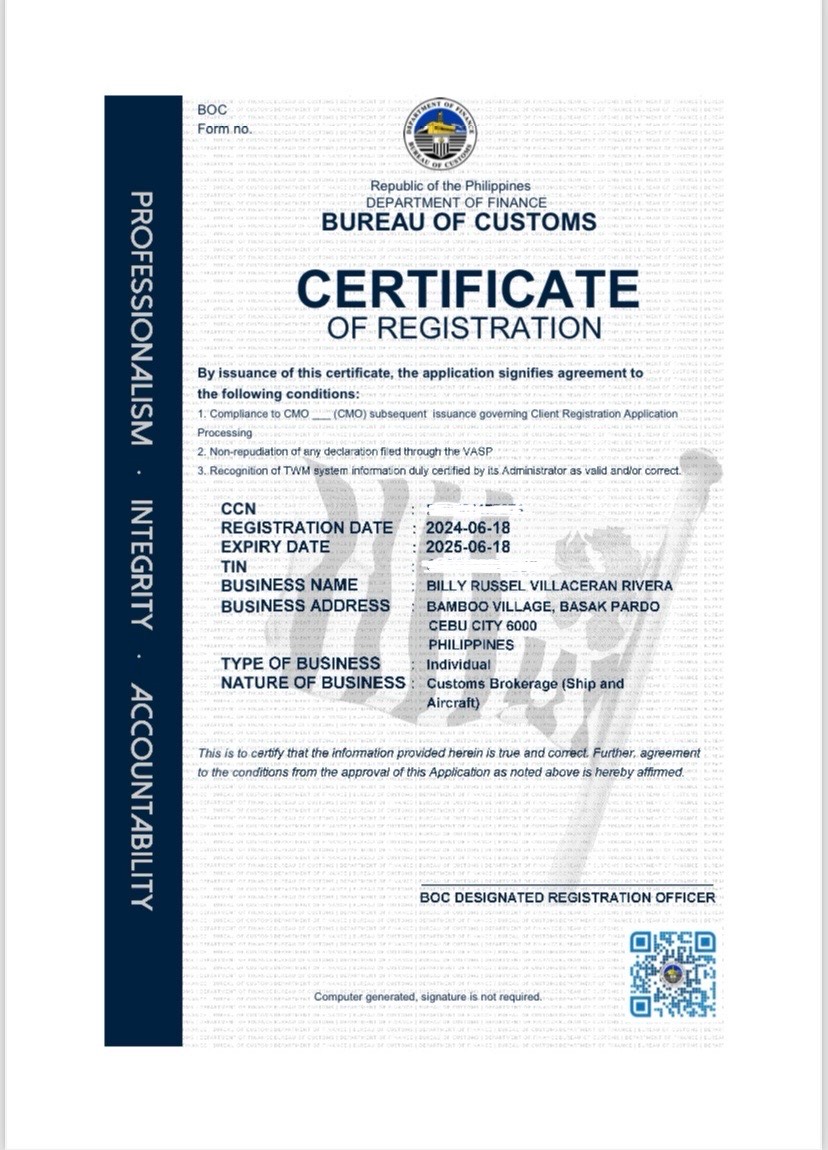 BOC
Form no.
DEPARTMENT OF FINANCE
BUREAU OF CUSTOMS
Republic of the Philippines
DEPARTMENT OF FINANCE
BUREAU OF CUSTOMS
CERTIFICATE
OF REGISTRATION
By issuance of this certificate, the application signifies agreement to
the following conditions:
1. Compliance to CMO ___ (CMO) subsequent issuance governing Client Registration Application
Processing
2. Non-repudiation of any declaration filed through the VASP
3. Recognition of TWM system information duly certified by its Administrator as valid and/or correct.
CCN :
REGISTRATION DATE : 2024-06-18
EXPIRY DATE : 2025-06-18
TIN :
BUSINESS NAME : BILLY RUSSEL VILLACERAN RIVERA
BUSINESS ADDRESS : BAMBOO VILLAGE, BASAK PARDO
CEBU CITY 6000
PHILIPPINES
TYPE OF BUSINESS : Individual
NATURE OF BUSINESS : Customs Brokerage (Ship and
Aircraft)
This is to certify that the information provided herein is true and correct. Further, agreement
to the conditions from the approval of this Application as noted above is hereby affirmed.
BOC DESIGNATED REGISTRATION OFFICER
Computer generated, signature is not required.
PROFESSIONALISM · INTEGRITY · ACCOUNTABILITY